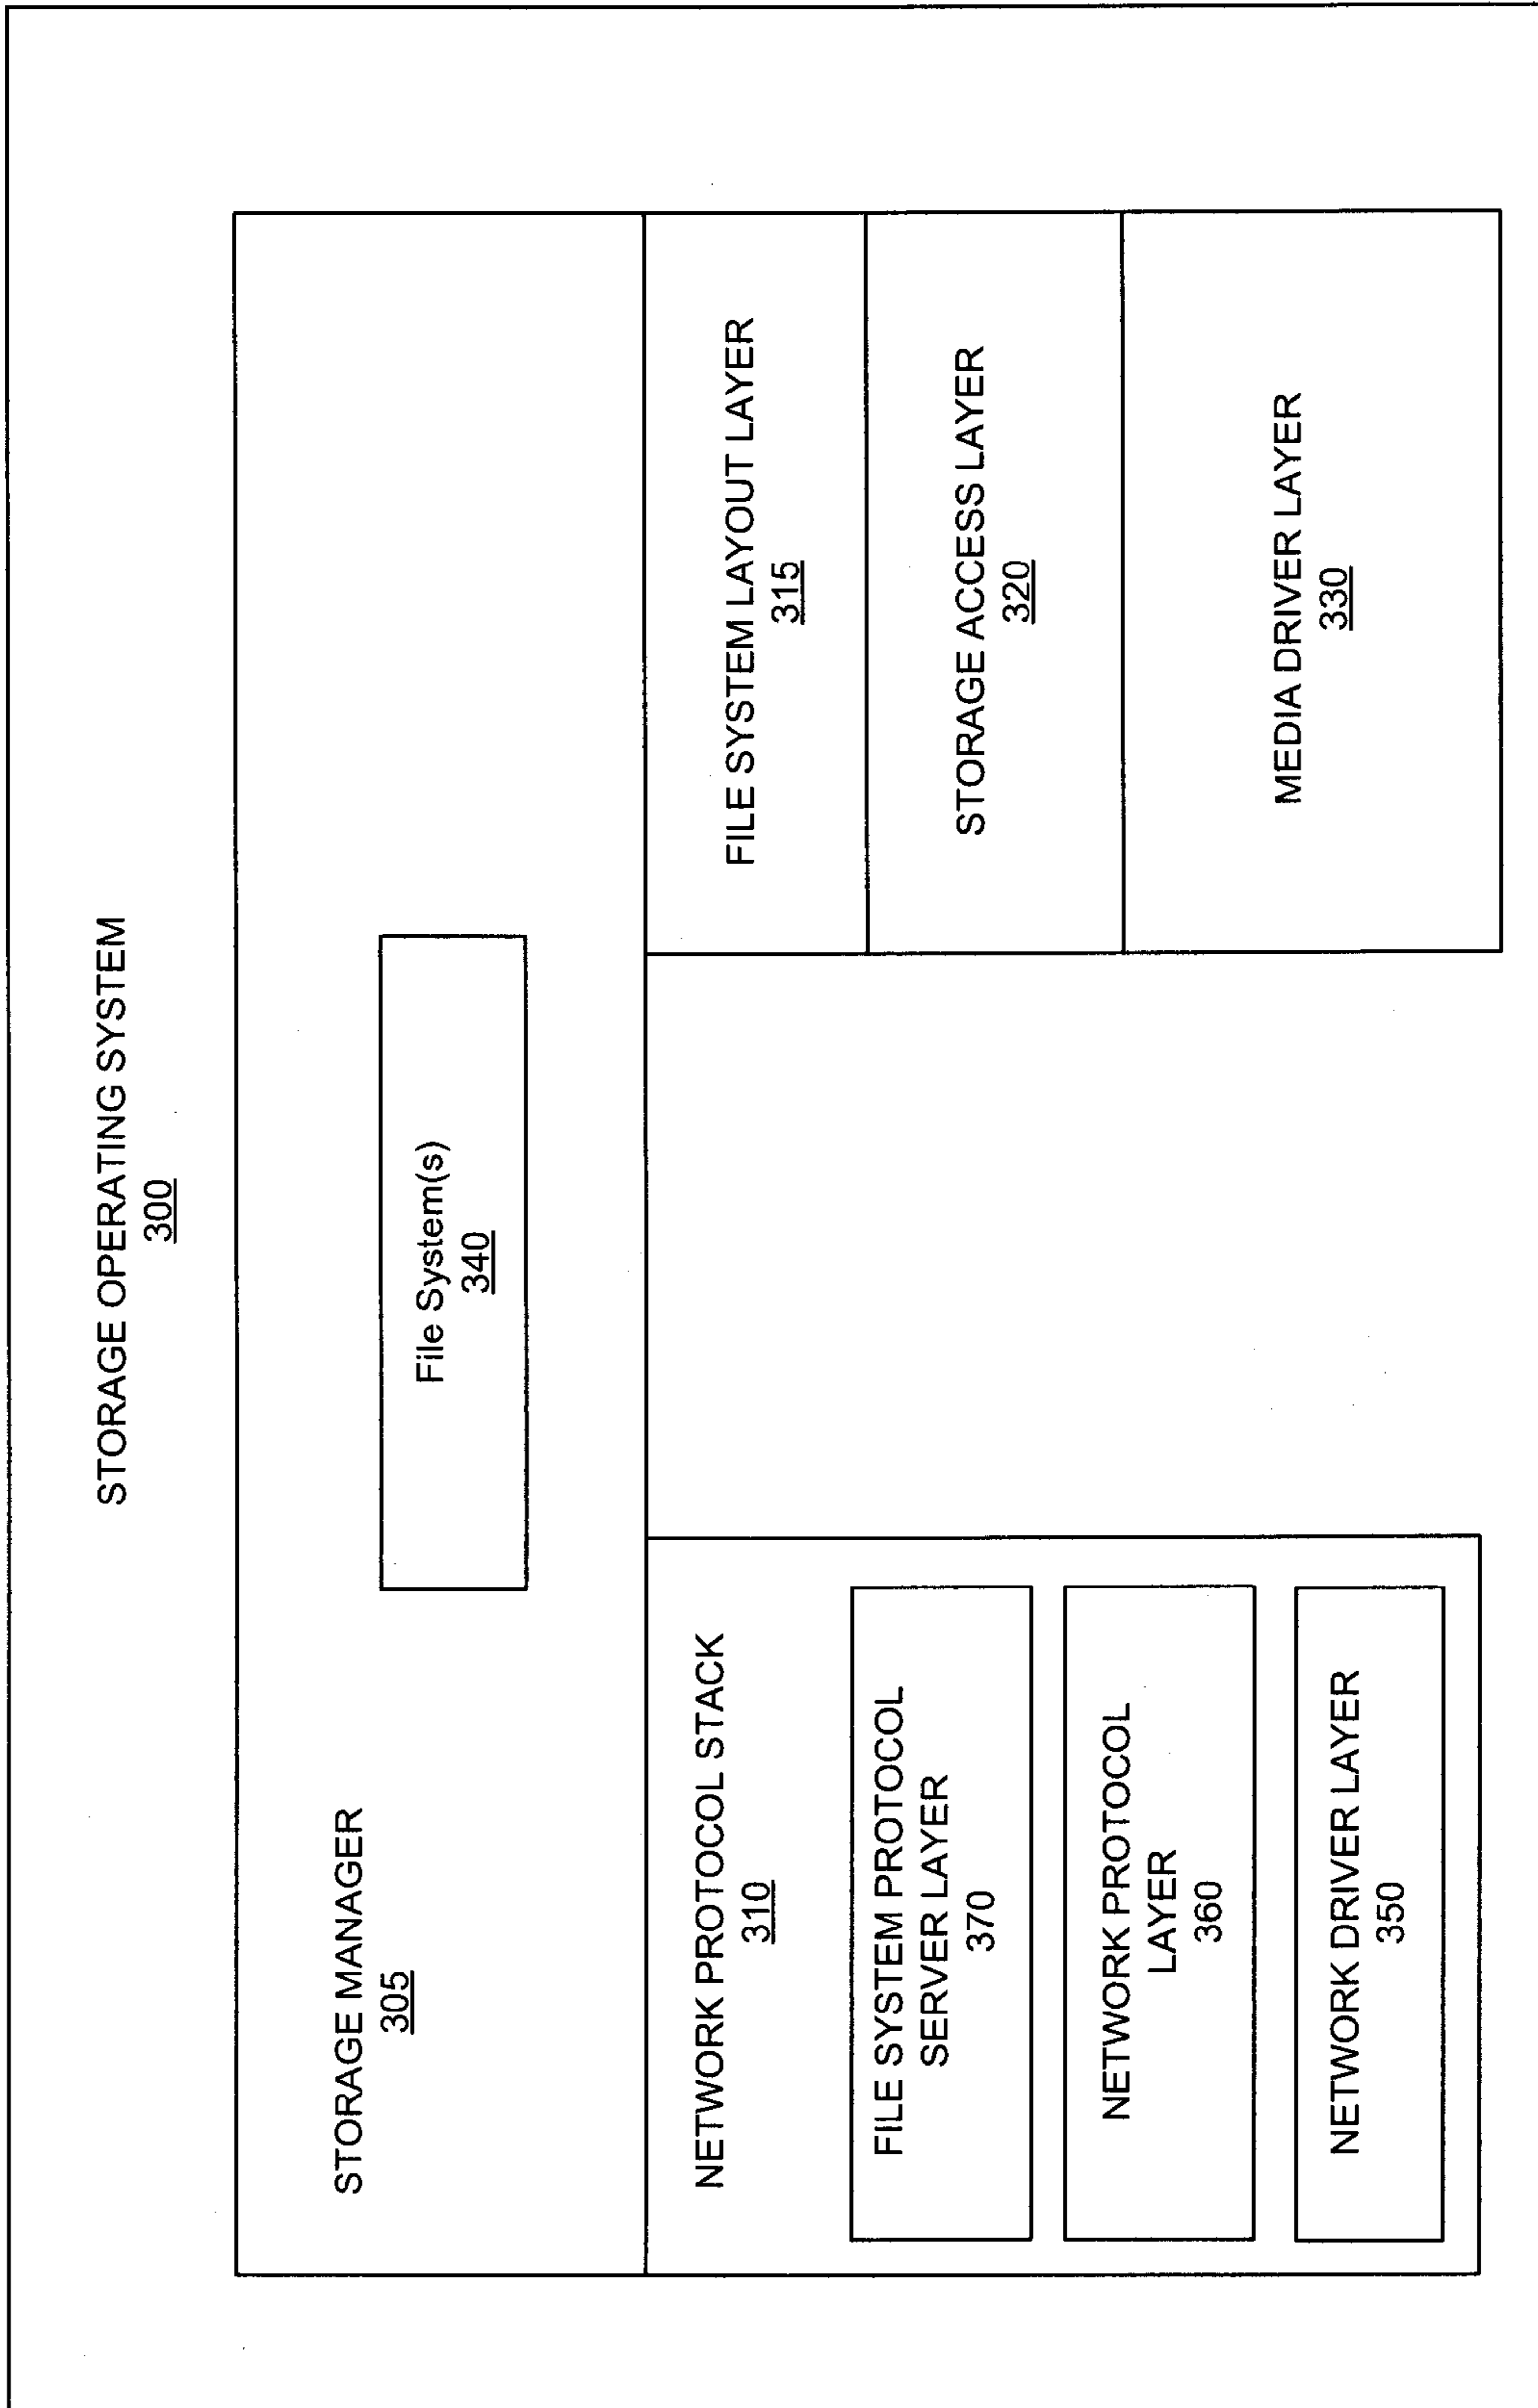 STORAGE OPERATING SYSTEM
300
STORAGE MANAGER
305
File System(s)
340
NETWORK PROTOCOL STACK
310
FILE SYSTEM PROTOCOL
SERVER LAYER
370
NETWORK PROTOCOL
LAYER
360
NETWORK DRIVER LAYER
350
FILE SYSTEM LAYOUT LAYER
315
STORAGE ACCESS LAYER
320
MEDIA DRIVER LAYER
330